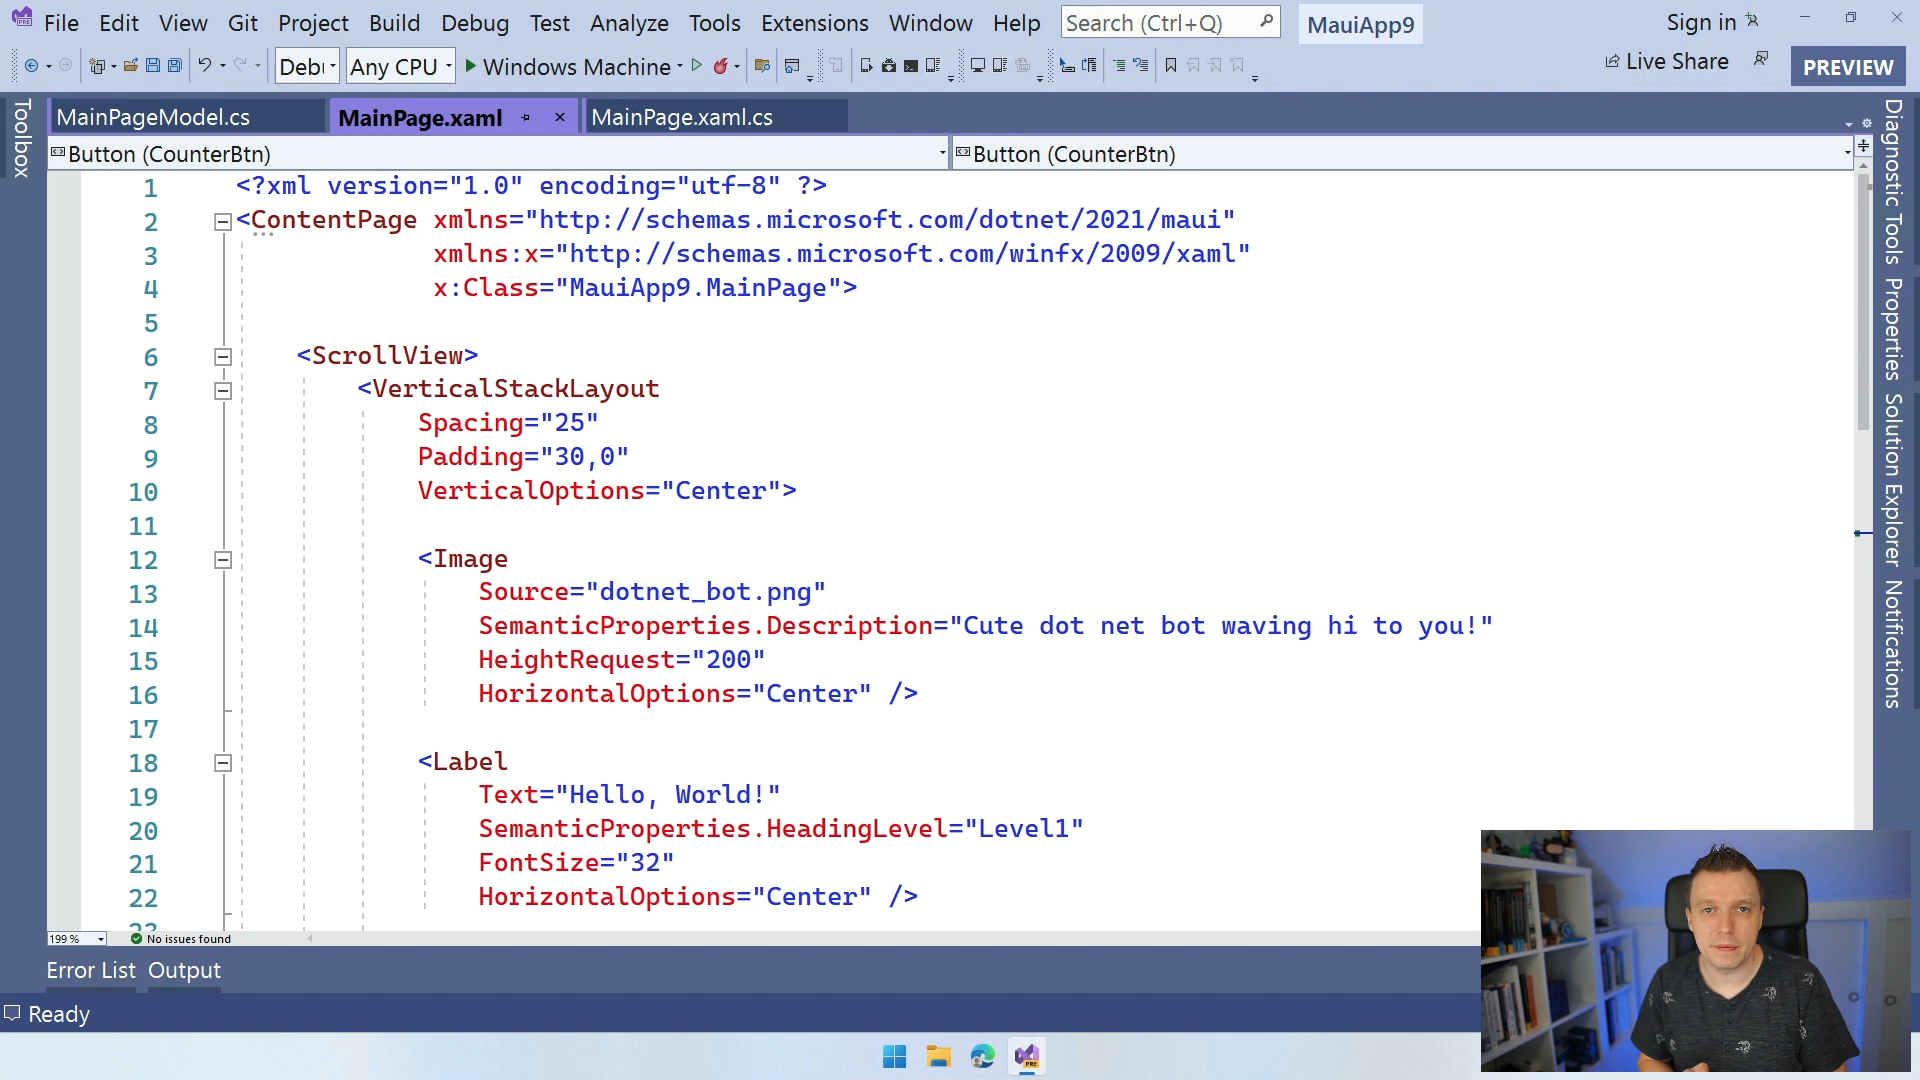 File Edit View Git Project Build Debug Test Analyze Tools Extensions Window Help Search (Ctrl+Q) MauiApp9 Sign in
Debu Any CPU Windows Machine Live Share PREVIEW
Toolbox
MainPageModel.cs MainPage.xaml MainPage.xaml.cs
Button (CounterBtn) Button (CounterBtn)
1 <?xml version="1.0" encoding="utf-8" ?>
2 <ContentPage xmlns="http://schemas.microsoft.com/dotnet/2021/maui"
3 xmlns:x="http://schemas.microsoft.com/winfx/2009/xaml"
4 x:Class="MauiApp9.MainPage">
5
6 <ScrollView>
7 <VerticalStackLayout
8 Spacing="25"
9 Padding="30,0"
10 VerticalOptions="Center">
11
12 <Image
13 Source="dotnet_bot.png"
14 SemanticProperties.Description="Cute dot net bot waving hi to you!"
15 HeightRequest="200"
16 HorizontalOptions="Center" />
17
18 <Label
19 Text="Hello, World!"
20 SemanticProperties.HeadingLevel="Level1"
21 FontSize="32"
22 HorizontalOptions="Center" />
23
199 % No issues found
Error List Output
Ready
Diagnostic Tools
Properties
Solution Explorer
Notifications
PRE